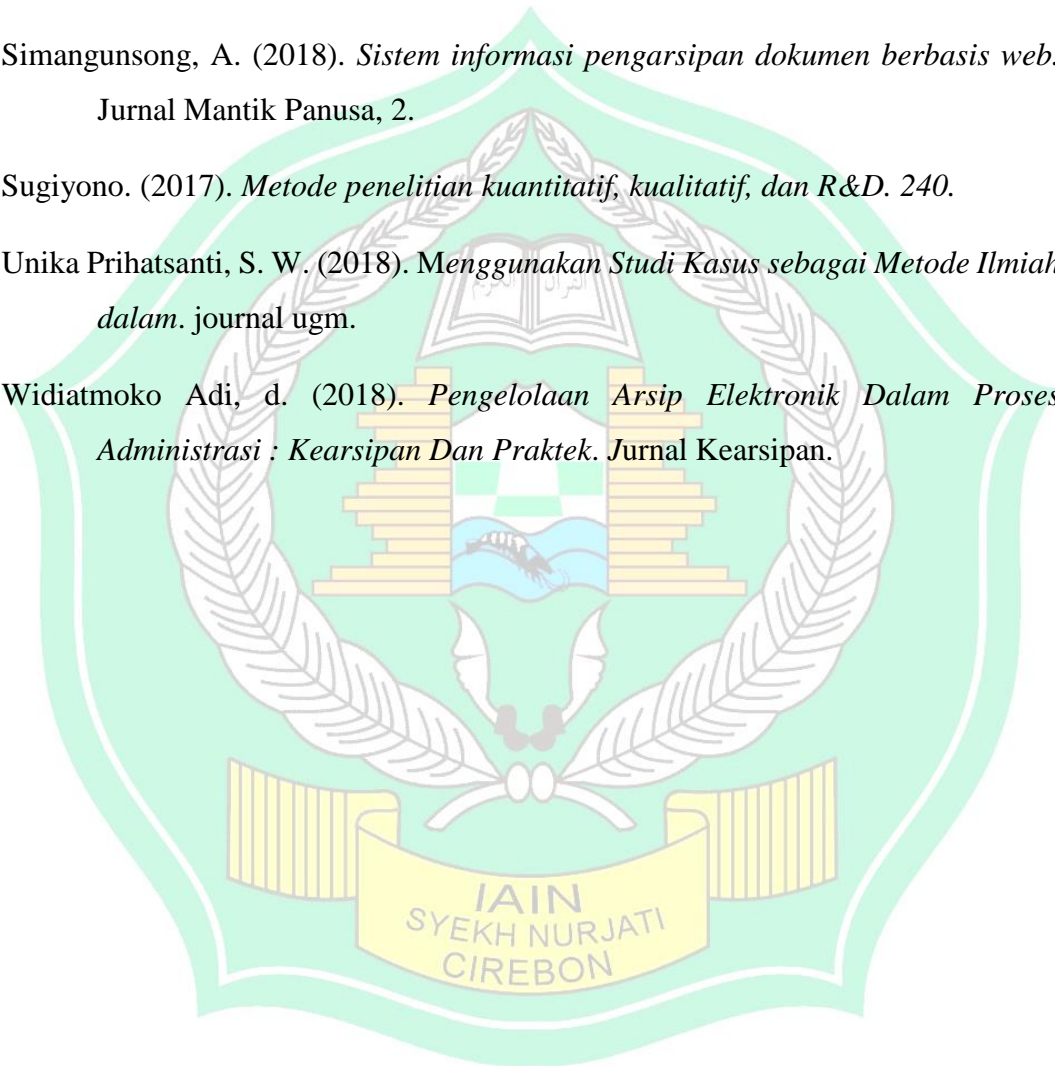 Simangunsong, A. (2018). Sistem informasi pengarsipan dokumen berbasis web.
Jurnal Mantik Panusa, 2.
Sugiyono. (2017). Metode penelitian kuantitatif, kualitatif, dan R&D. 240.
Unika Prihatsanti, S. W. (2018). Menggunakan Studi Kasus sebagai Metode Ilmiah
dalam. journal ugm.
Widiatmoko Adi, d. (2018). Pengelolaan Arsip Elektronik Dalam Proses
Administrasi : Kearsipan Dan Praktek. Jurnal Kearsipan.
القرآن الكريم
IAIN
SYEKH NURJATI
CIREBON